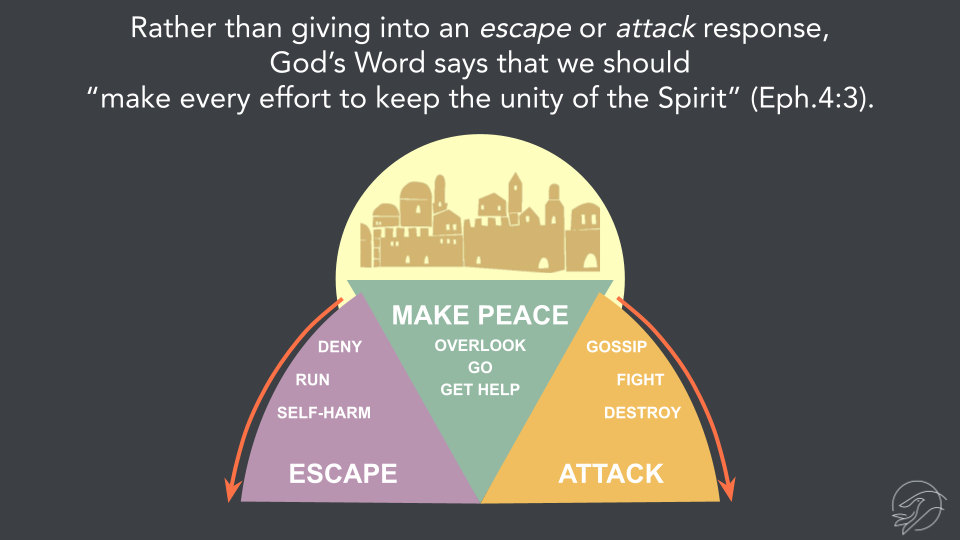 Rather than giving into an escape or attack response,
God’s Word says that we should
“make every effort to keep the unity of the Spirit” (Eph.4:3).
MAKE PEACE
OVERLOOK
GO
GET HELP
DENY
RUN
SELF-HARM
ESCAPE
GOSSIP
FIGHT
DESTROY
ATTACK